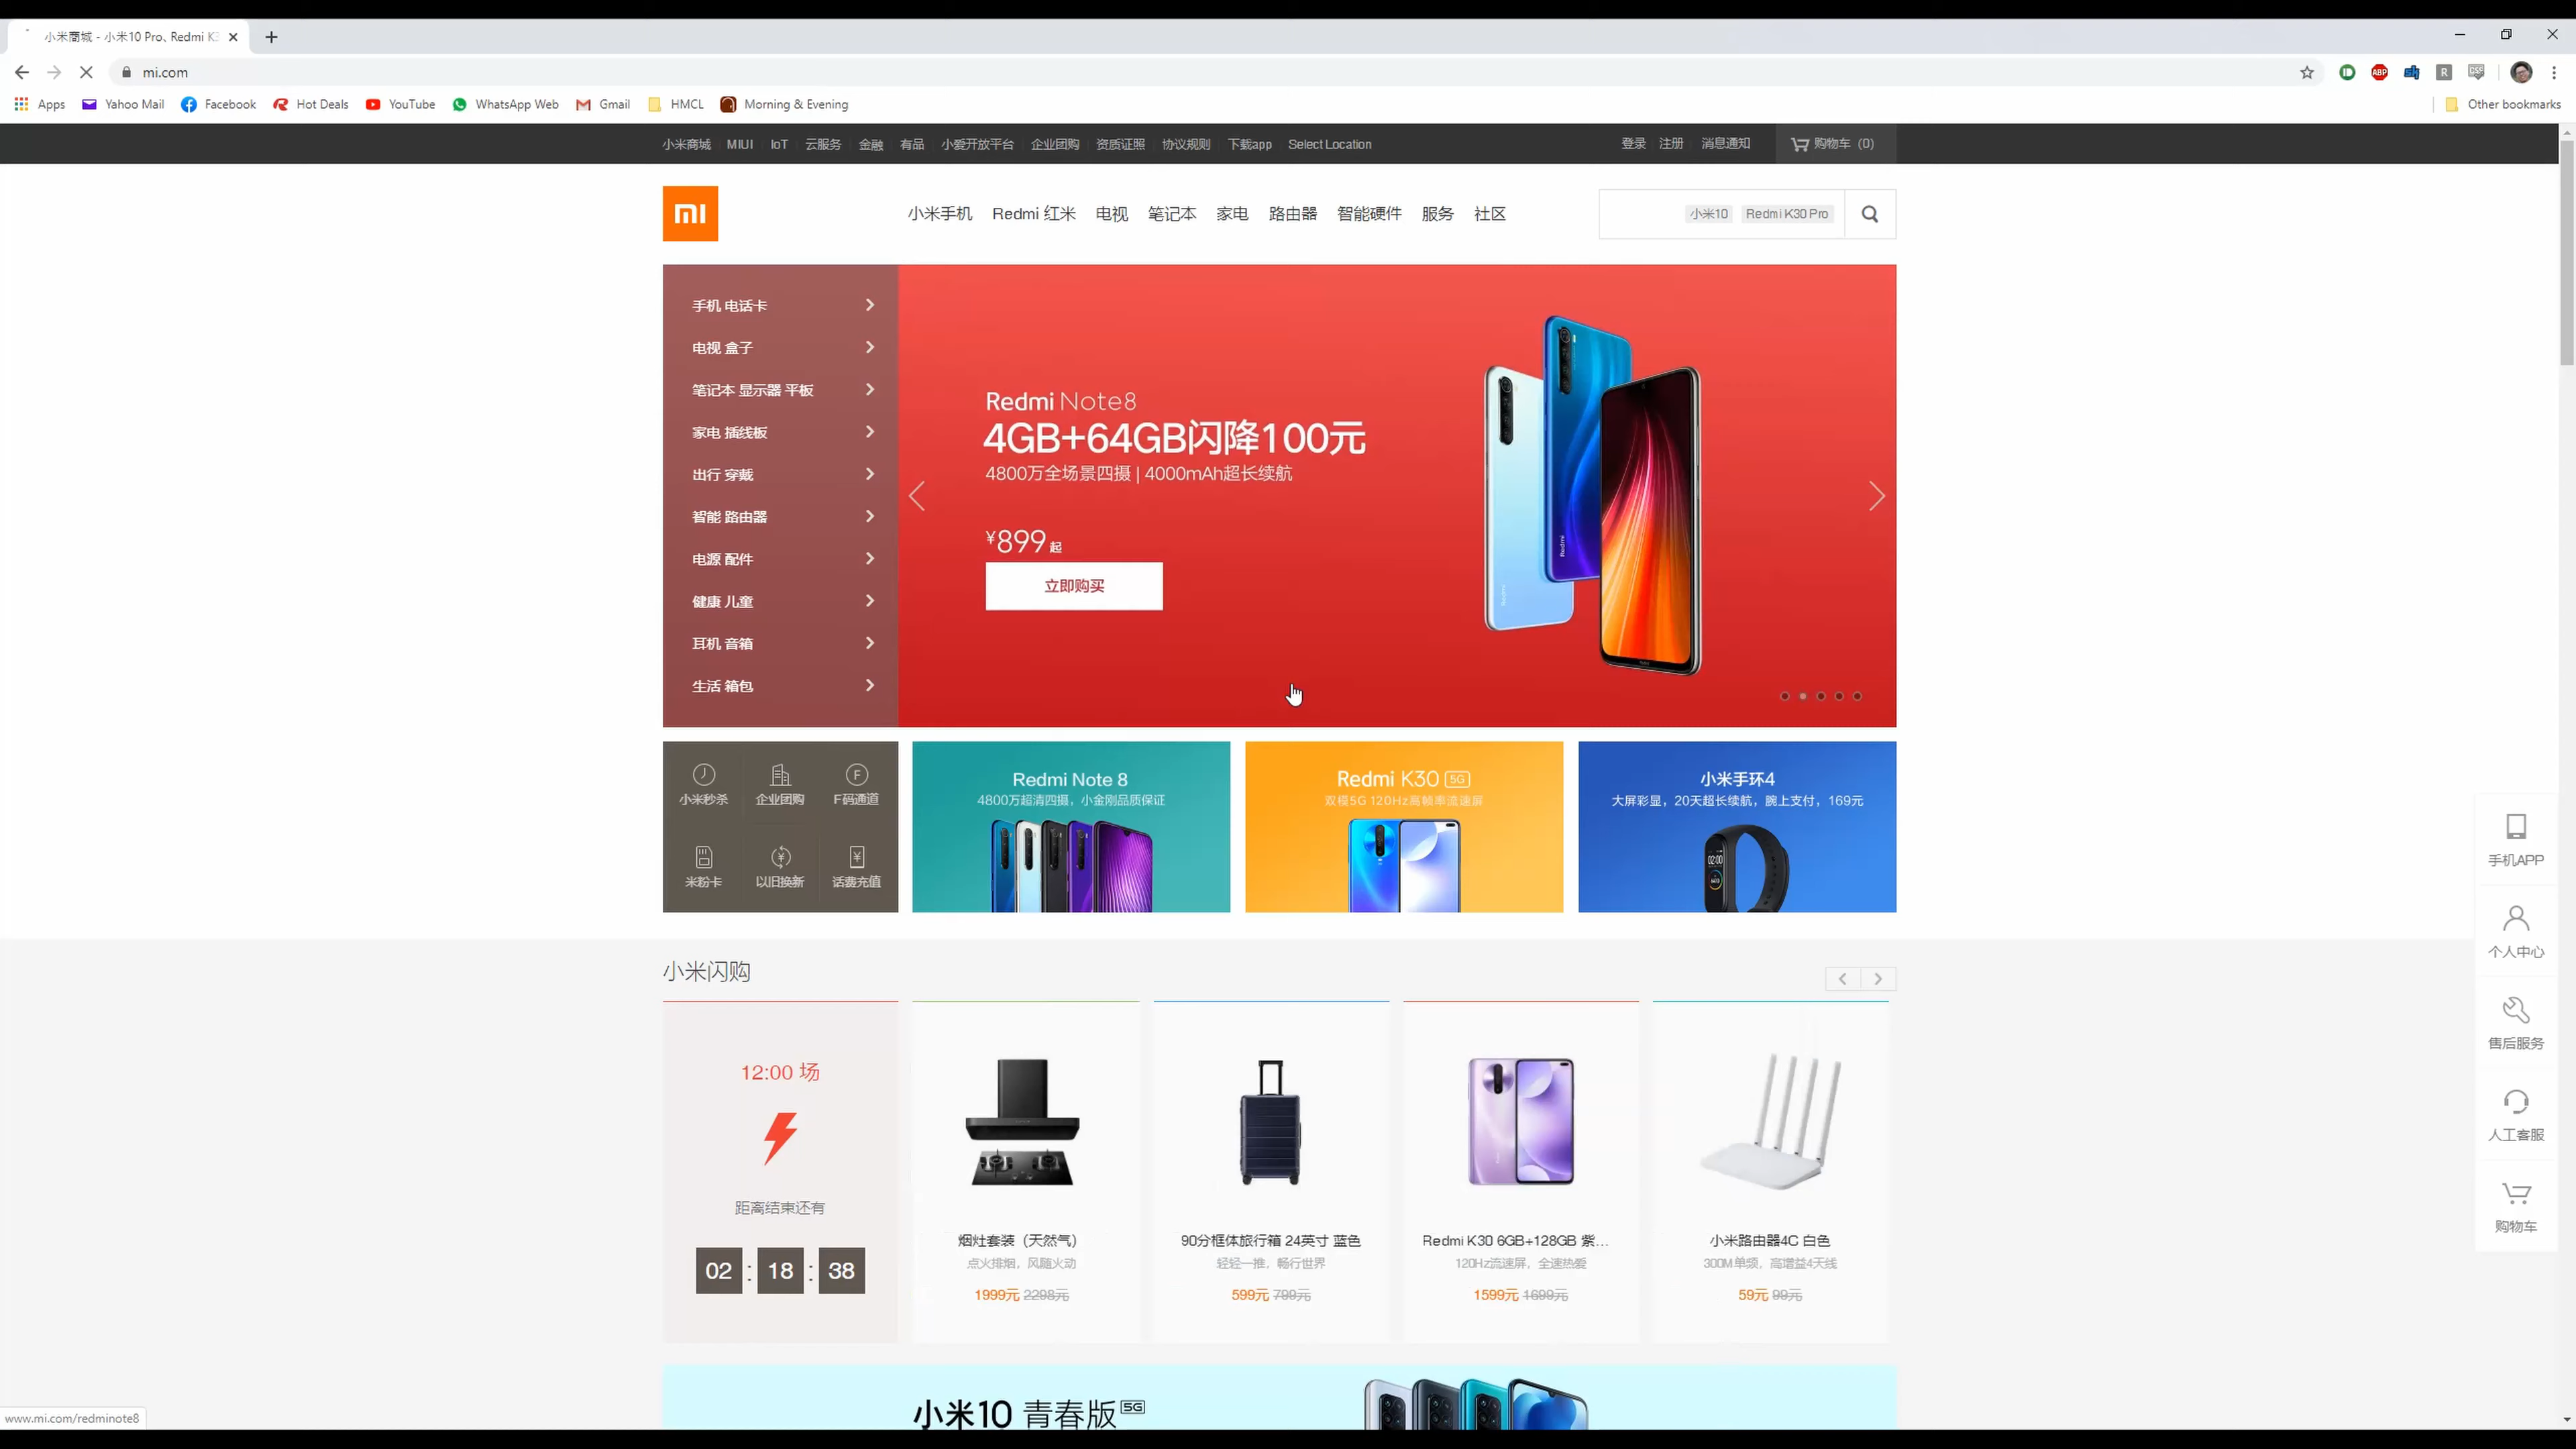 小米商城 - 小米10 Pro、Redmi K3
mi.com
Apps Yahoo Mail Facebook Hot Deals YouTube WhatsApp Web Gmail HMCL Morning & Evening Other bookmarks
小米商城 MIUI IoT 云服务 金融 有品 小爱开放平台 企业团购 资质证照 协议规则 下载app Select Location 登录 注册 消息通知 购物车 (0)
小米手机 Redmi 红米 电视 笔记本 家电 路由器 智能硬件 服务 社区 小米10 Redmi K30 Pro
手机 电话卡
电视 盒子
笔记本 显示器 平板
家电 插线板
出行 穿戴
智能 路由器
电源 配件
健康 儿童
耳机 音箱
生活 箱包
Redmi Note8
4GB+64GB闪降100元
4800万全场景四摄 | 4000mAh超长续航
¥899起
立即购买
小米秒杀 企业团购 F码通道
米粉卡 以旧换新 话费充值
Redmi Note 8
4800万超清四摄，小金刚品质保证
Redmi K30 5G
双模5G 120Hz高帧率流速屏
小米手环4
大屏彩显，20天超长续航，腕上支付，169元
02:00
手机APP
个人中心
售后服务
人工客服
购物车
小米闪购
12:00 场
距离结束还有
02 : 18 : 38
烟灶套装（天然气）
点火排烟，风随火动
1999元 2298元
90分框体旅行箱 24英寸 蓝色
轻轻一推，畅行世界
599元 799元
Redmi K30 6GB+128GB 紫...
120Hz流速屏，全速热爱
1599元 1699元
小米路由器4C 白色
300M单频，高增益4天线
59元 99元
小米10 青春版 5G
www.mi.com/redminote8